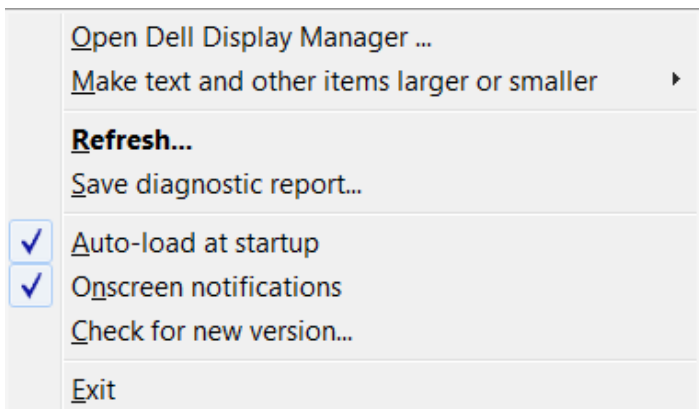 Open Dell Display Manager ...
Make text and other items larger or smaller
Refresh...
Save diagnostic report...
Auto-load at startup
Onscreen notifications
Check for new version...
Exit